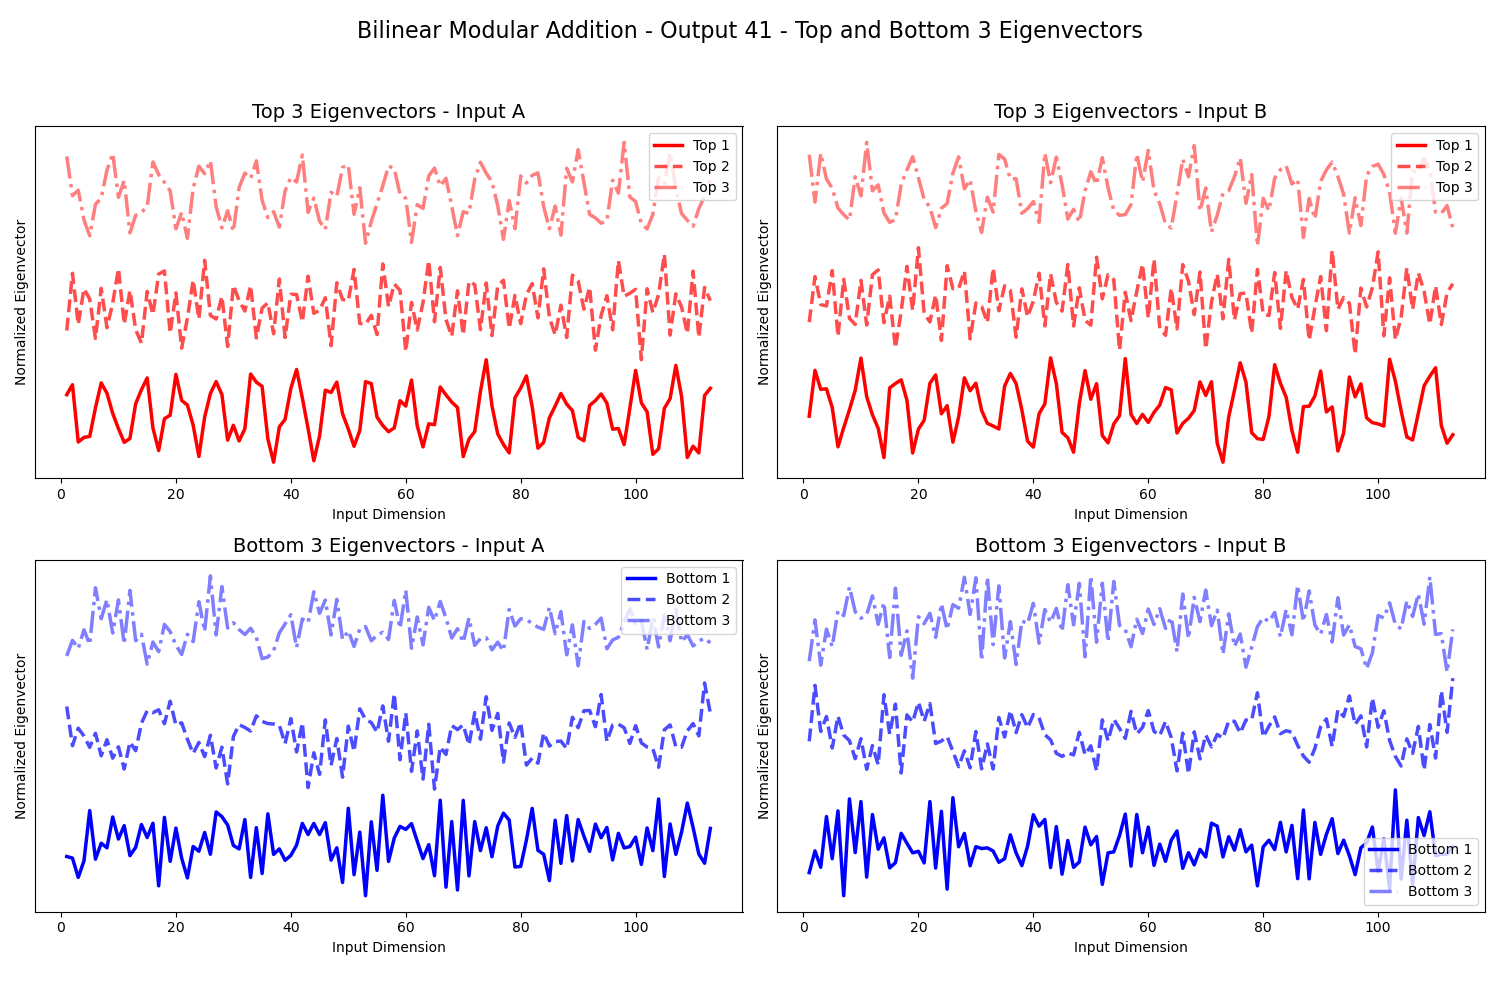 Bilinear Modular Addition - Output 41 - Top and Bottom 3 Eigenvectors
Top 3 Eigenvectors - Input A
Top 1
Top 2
Top 3
Normalized Eigenvector
0 20 40 60 80 100
Input Dimension
Top 3 Eigenvectors - Input B
Top 1
Top 2
Top 3
Normalized Eigenvector
0 20 40 60 80 100
Input Dimension
Bottom 3 Eigenvectors - Input A
Bottom 1
Bottom 2
Bottom 3
Normalized Eigenvector
0 20 40 60 80 100
Input Dimension
Bottom 3 Eigenvectors - Input B
Normalized Eigenvector
Bottom 1
Bottom 2
Bottom 3
0 20 40 60 80 100
Input Dimension